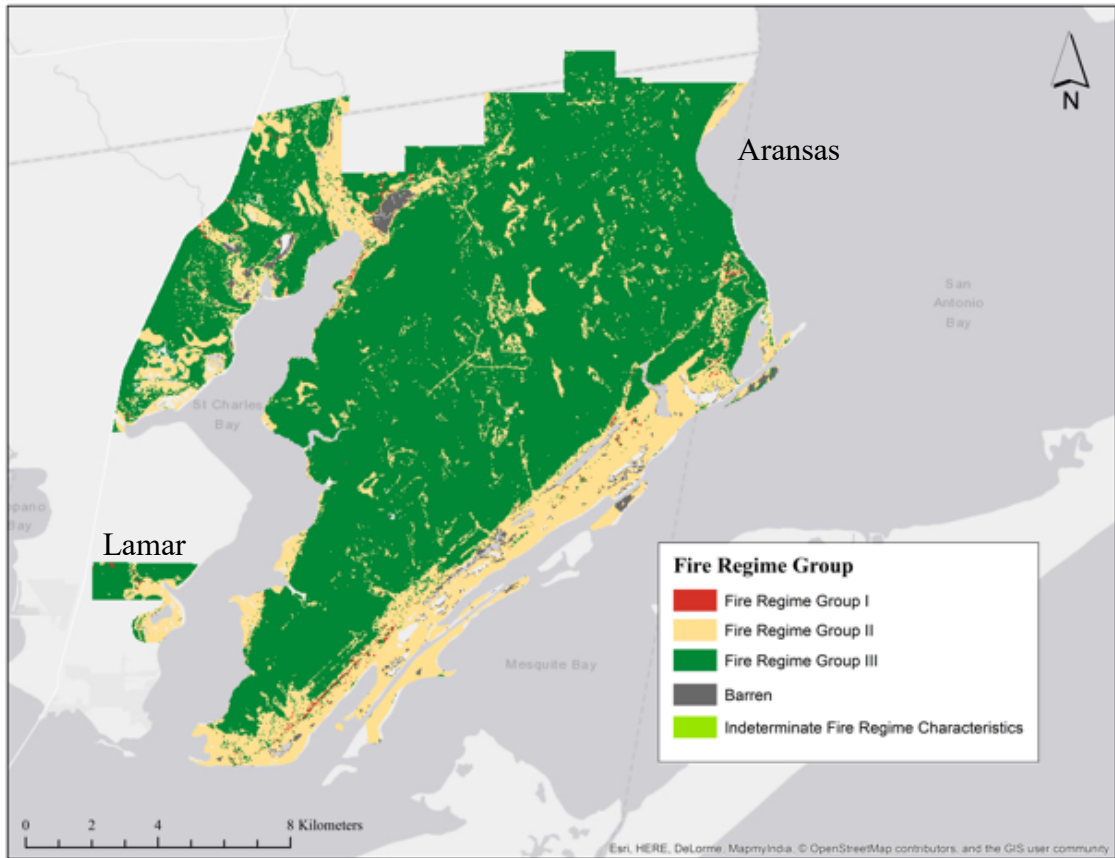 N
Aransas
San
Antonio
Bay
St Charles
Bay
opano
Bay
Lamar
Mesquite Bay
Fire Regime Group
Fire Regime Group I
Fire Regime Group II
Fire Regime Group III
Barren
Indeterminate Fire Regime Characteristics
0 2 4 8 Kilometers
Esri, HERE, DeLorme, MapmyIndia, © OpenStreetMap contributors, and the GIS user community